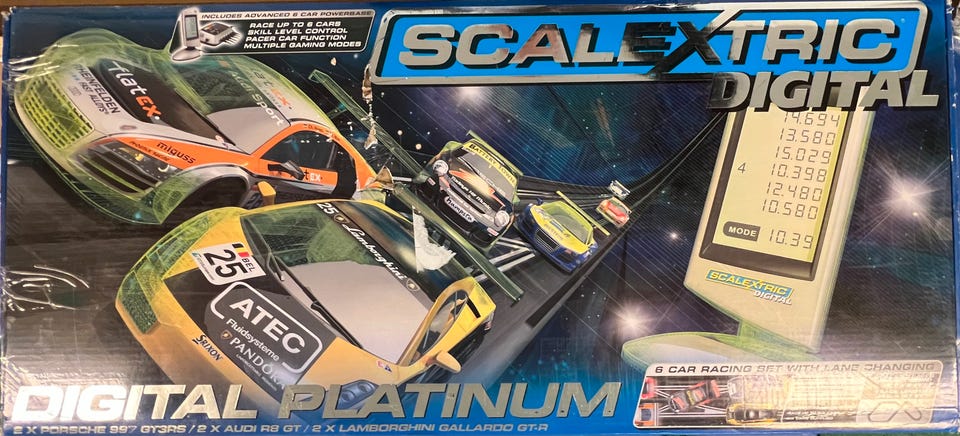 INCLUDES ADVANCED 6 CAR POWERBASE
RACE UP TO 6 CARS
SKILL LEVEL CONTROL
PACER CAR FUNCTION
MULTIPLE GAMING MODES
SCALEXTRIC
DIGITAL
14.694
13.580
15.029
4
10.398
12.480
10.580
MODE
10.39
SCALEXTRIC
DIGITAL
flatex
miguss
Audi Sport
25
Lamborghini
BEL
25
ATEC
Fluidsysteme
PANDORA
SAXON
DIGITAL PLATINUM
2 X PORSCHE 997 GT3RS / 2 X AUDI R8 GT / 2 X LAMBORGHINI GALLARDO GT-R
6 CAR RACING SET WITH LANE CHANGING